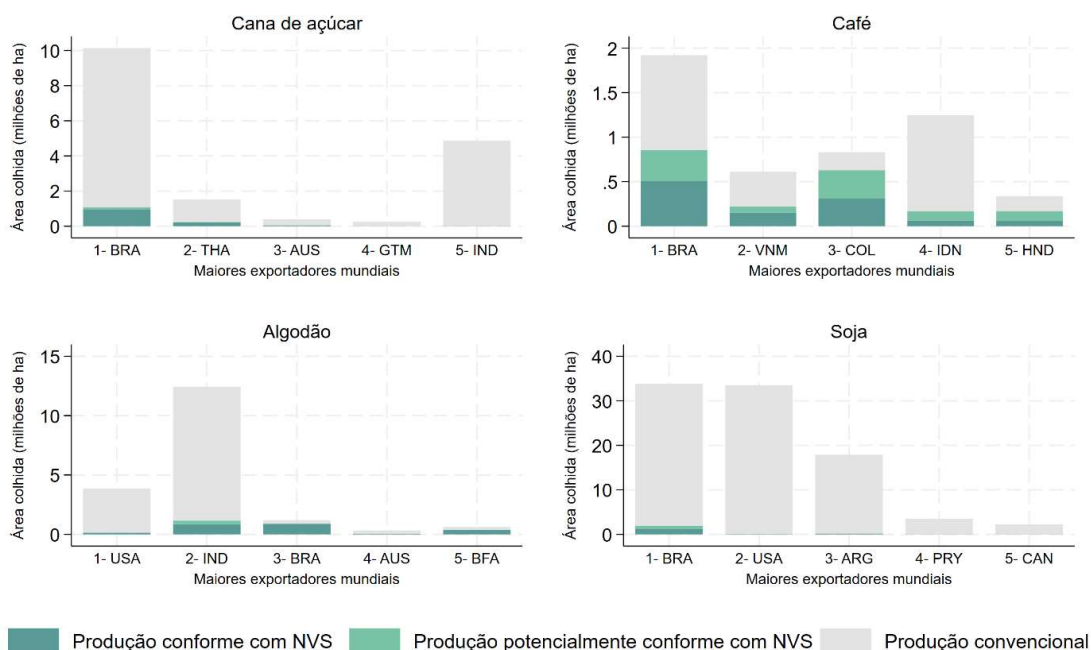 Cana de açúcar
Área colhida (milhões de ha)
10
8
6
4
2
0
1- BRA 2- THA 3- AUS 4- GTM 5- IND
Maiores exportadores mundiais
Café
Área colhida (milhões de ha)
2
1.5
1
.5
0
1- BRA 2- VNM 3- COL 4- IDN 5- HND
Maiores exportadores mundiais
Algodão
Área colhida (milhões de ha)
15
10
5
0
1- USA 2- IND 3- BRA 4- AUS 5- BFA
Maiores exportadores mundiais
Soja
Área colhida (milhões de ha)
40
30
20
10
0
1- BRA 2- USA 3- ARG 4- PRY 5- CAN
Maiores exportadores mundiais
Produção conforme com NVS Produção potencialmente conforme com NVS Produção convencional